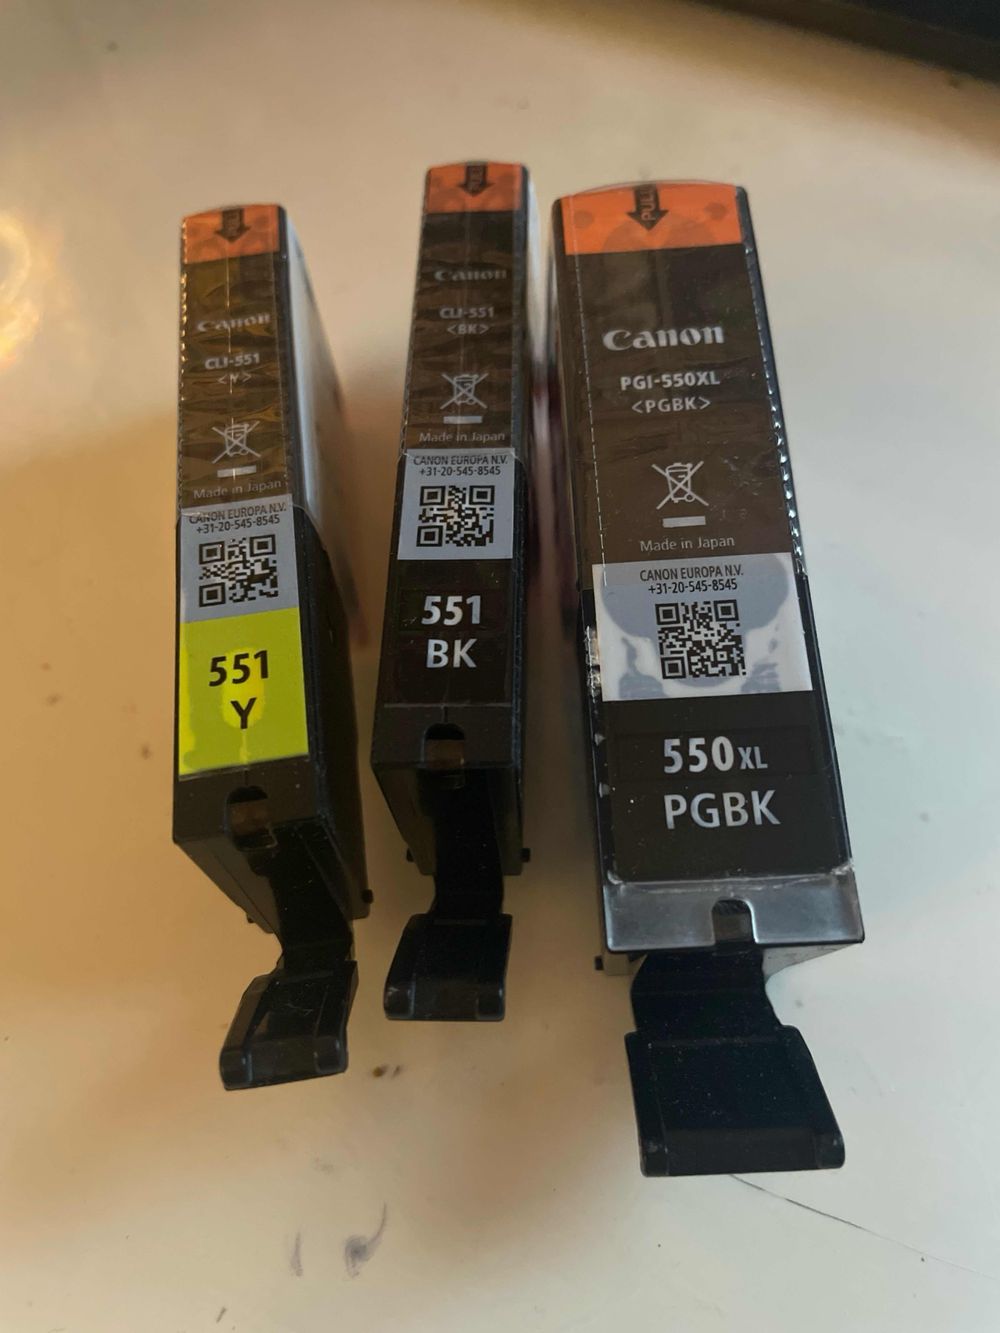 PULL
Canon
CLI-551
<Y>
Made in Japan
CANON EUROPA N.V.
+31-20-545-8545
551
Y
PULL
Canon
CLI-551
<BK>
Made in Japan
CANON EUROPA N.V.
+31-20-545-8545
551
BK
PULL
Canon
PGI-550XL
<PGBK>
Made in Japan
CANON EUROPA N.V.
+31-20-545-8545
550XL
PGBK